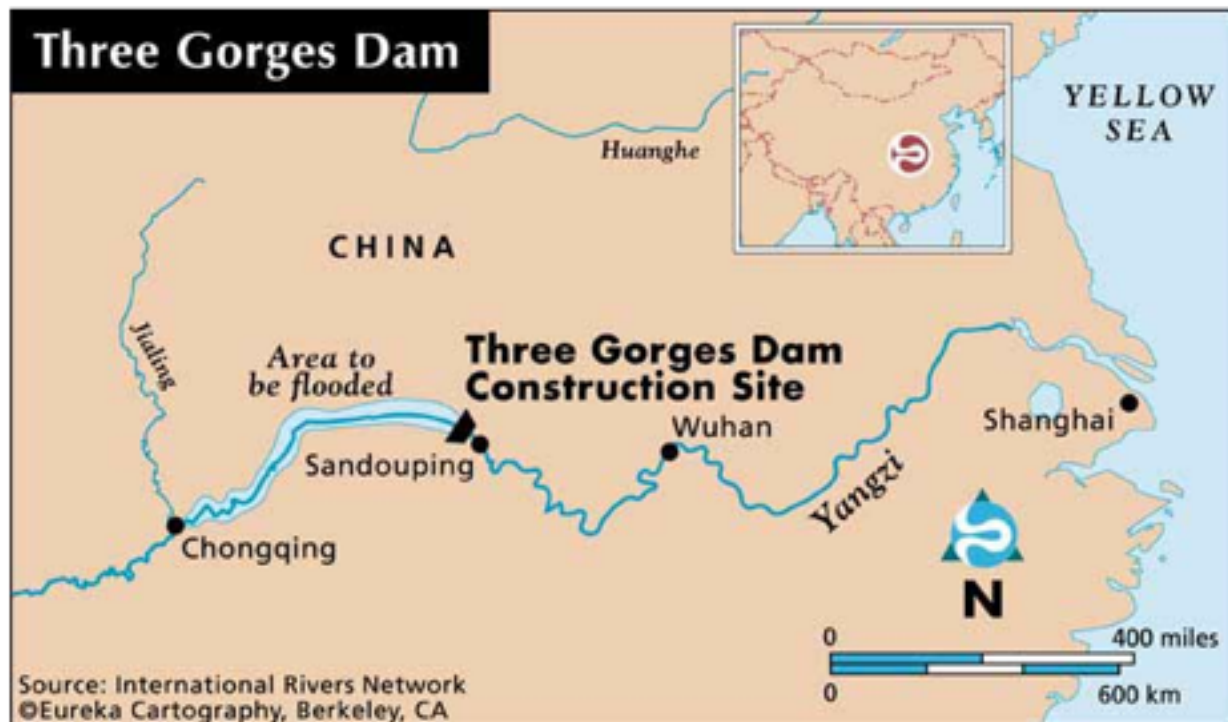 Three Gorges Dam
YELLOW
SEA
Huanghe
CHINA
Jialing
Area to
be flooded
Three Gorges Dam
Construction Site
Wuhan
Shanghai
Sandouping
Yangzi
Chongqing
N
0 400 miles
0 600 km
Source: International Rivers Network
©Eureka Cartography, Berkeley, CA